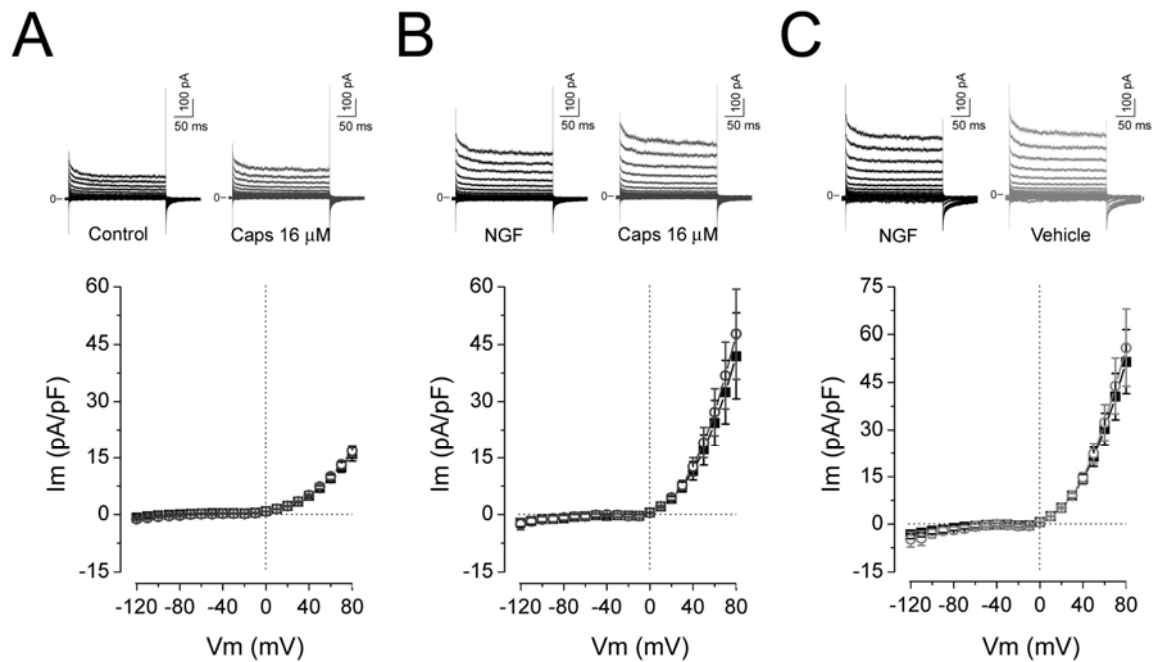 A
B
C
100 pA
50 ms
100 pA
50 ms
100 pA
50 ms
100 pA
50 ms
100 pA
50 ms
100 pA
50 ms
0
0
0
0
0
0
Control
Caps 16 μM
NGF
Caps 16 μM
NGF
Vehicle
60
45
30
15
0
-15
Im (pA/pF)
-120
-80
-40
0
40
80
Vm (mV)
60
45
30
15
0
-15
Im (pA/pF)
-120
-80
-40
0
40
80
Vm (mV)
75
60
45
30
15
0
-15
Im (pA/pF)
-120
-80
-40
0
40
80
Vm (mV)